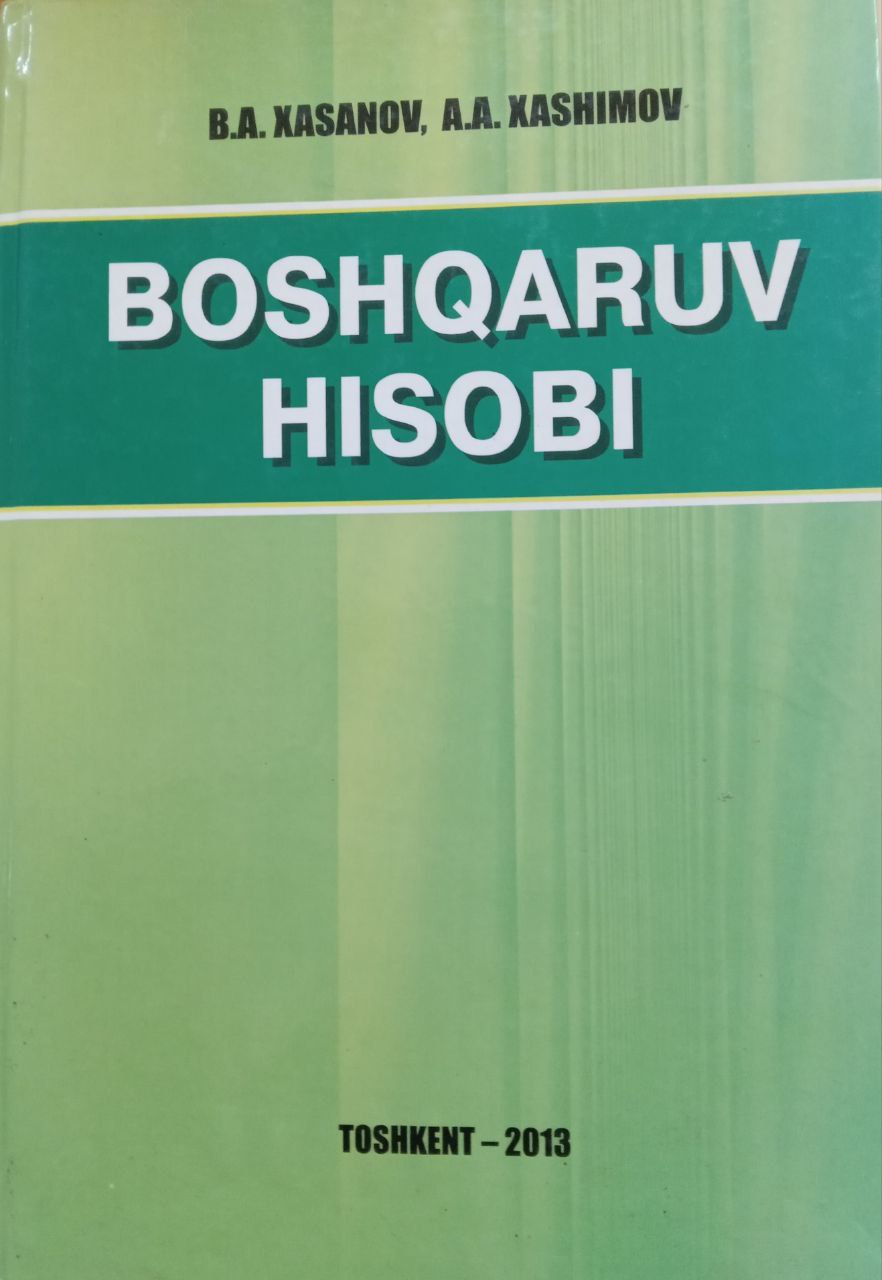 B.A. XASANOV, A.A. XASHIMOV
BOSHQARUV
HISOBI
TOSHKENT – 2013